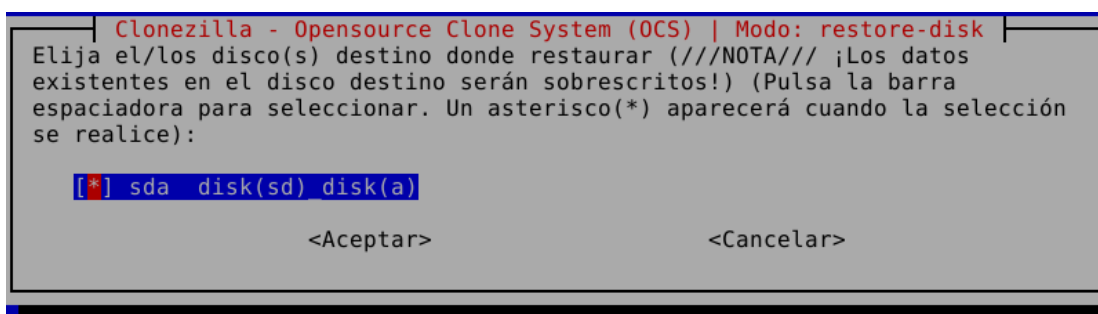 Clonezilla - Opensource Clone System (OCS) | Modo: restore-disk
Elija el/los disco(s) destino donde restaurar (///NOTA/// ¡Los datos
existentes en el disco destino serán sobrescritos!) (Pulsa la barra
espaciadora para seleccionar. Un asterisco(*) aparecerá cuando la selección
se realice):
[*] sda disk(sd)_disk(a)
<Aceptar> <Cancelar>